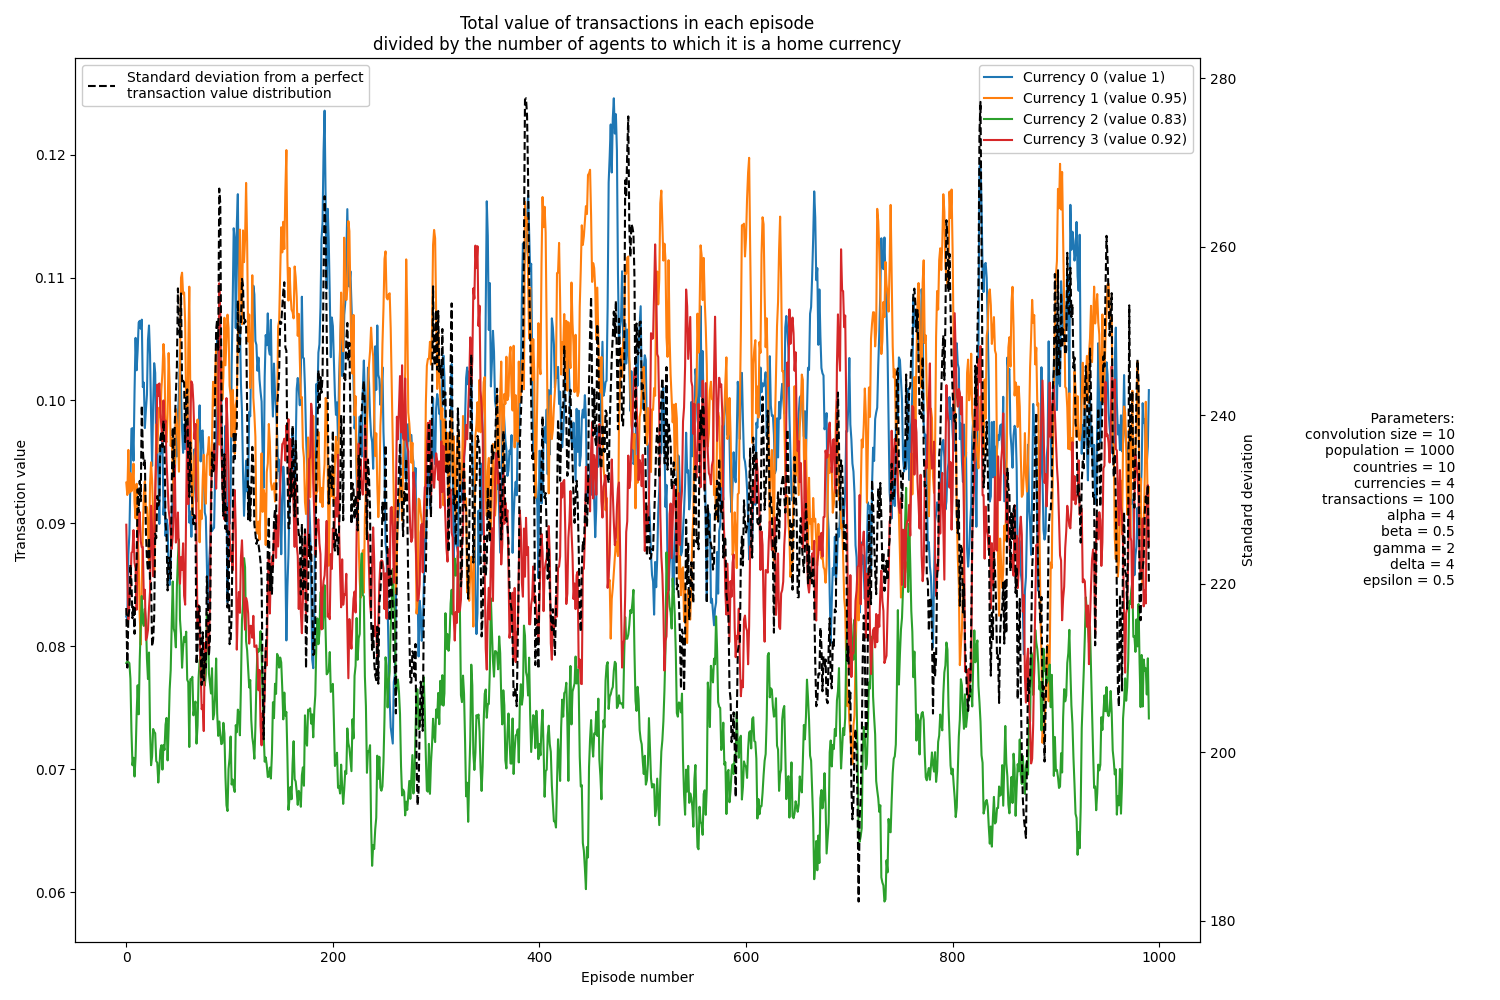 Total value of transactions in each episode
divided by the number of agents to which it is a home currency
Standard deviation from a perfect
transaction value distribution
Currency 0 (value 1)
Currency 1 (value 0.95)
Currency 2 (value 0.83)
Currency 3 (value 0.92)
Transaction value
0.12
0.11
0.10
0.09
0.08
0.07
0.06
0
200
400
600
800
1000
Episode number
280
260
240
220
200
180
Standard deviation
Parameters:
convolution size = 10
population = 1000
countries = 10
currencies = 4
transactions = 100
alpha = 4
beta = 0.5
gamma = 2
delta = 4
epsilon = 0.5